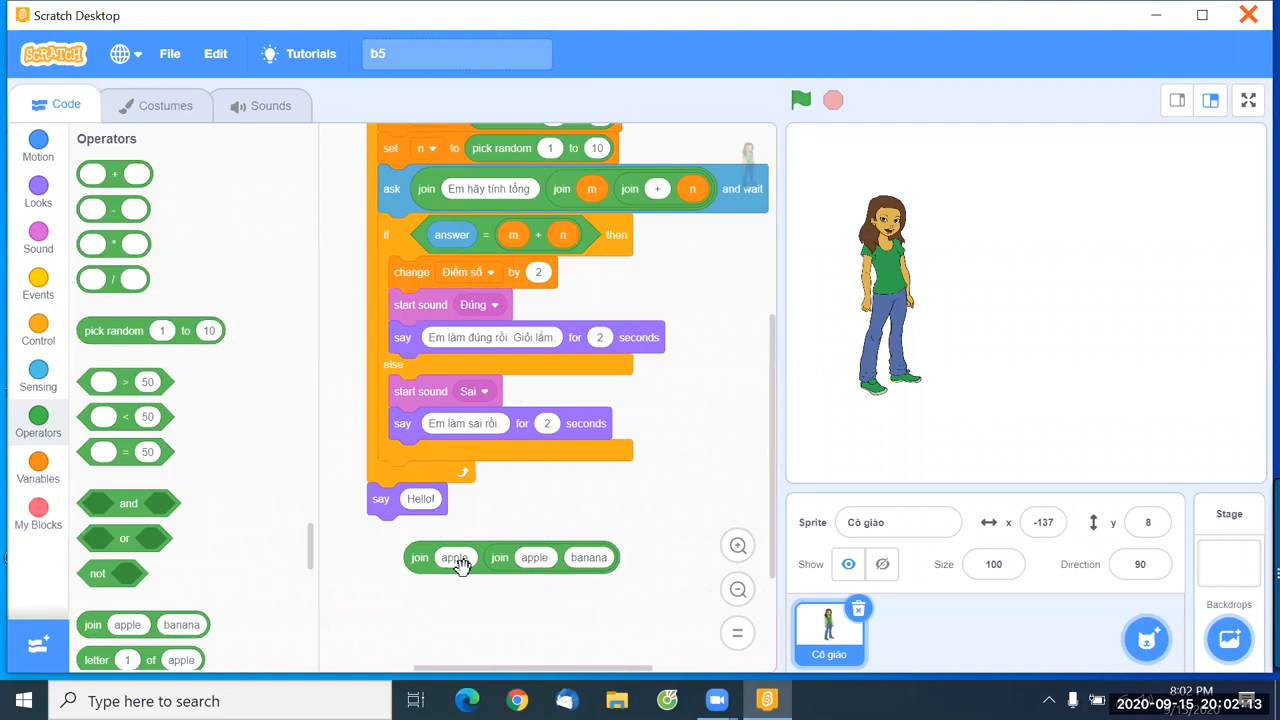 Scratch Desktop
SCRATCH File Edit Tutorials b5
Code Costumes Sounds
Motion
Looks
Sound
Events
Control
Sensing
Operators
Variables
My Blocks
Operators
+
-
*
/
pick random 1 to 10
> 50
< 50
= 50
and
or
not
join apple banana
letter 1 of apple
set n to pick random 1 to 10
ask join Em hãy tính tổng join m join + n and wait
if answer = m + n then
change Điểm số by 2
start sound Đúng
say Em làm đúng rồi. Giỏi lắm. for 2 seconds
else
start sound Sai
say Em làm sai rồi. for 2 seconds
say Hello!
join apple join apple banana
Sprite Cô giáo x -137 y 8
Show Size 100 Direction 90
Cô giáo
Stage
Backdrops
Type here to search
8:02 PM
2020-09-15 20:02:13